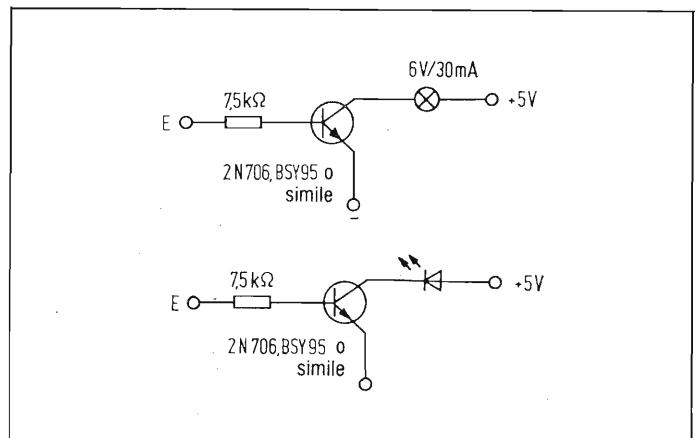 6V/30mA
7,5kΩ
E
+5V
2N706,BSY95 o
simile
–
7,5kΩ
E
+5V
2N706,BSY95 o
simile